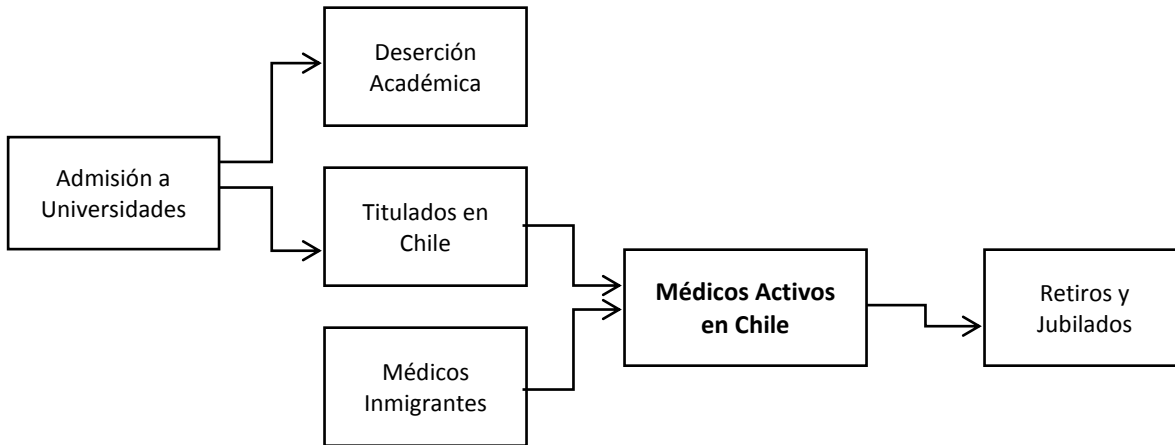 Deserción
Académica
Admisión a
Universidades
Titulados en
Chile
Médicos
Inmigrantes
Médicos Activos
en Chile
Retiros y
Jubilados